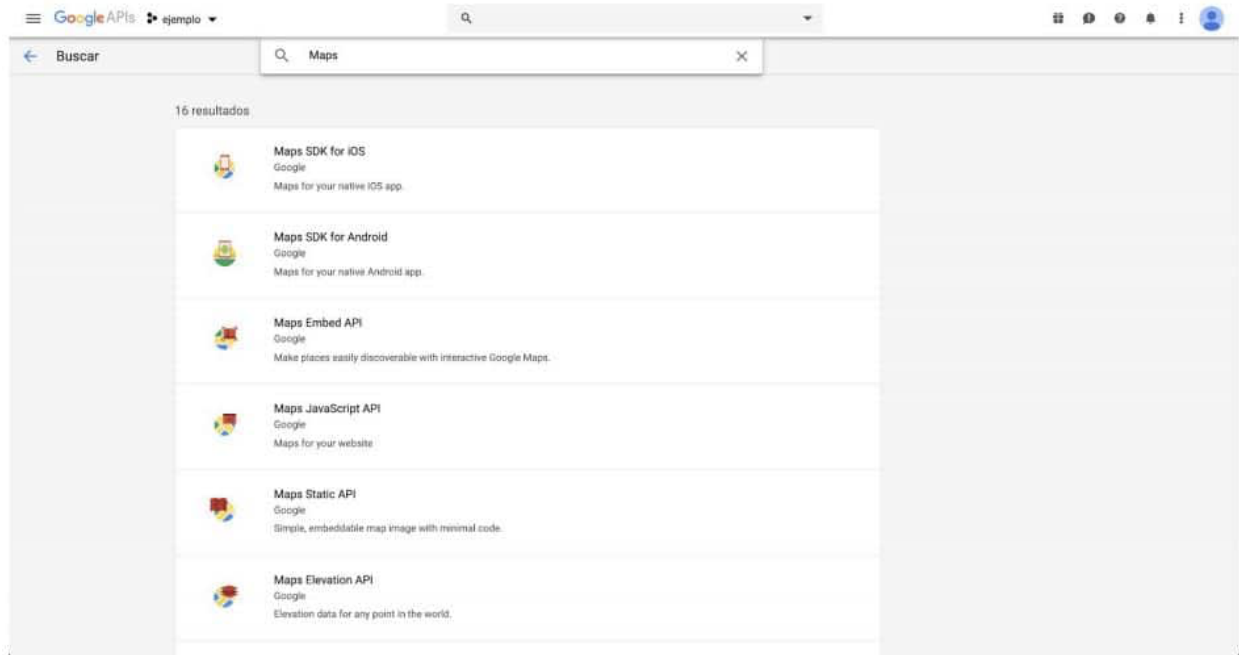 Google APIs ejemplo
Buscar
Maps
16 resultados
Maps SDK for iOS
Google
Maps for your native iOS app.
Maps SDK for Android
Google
Maps for your native Android app.
Maps Embed API
Google
Make places easily discoverable with interactive Google Maps.
Maps JavaScript API
Google
Maps for your website
Maps Static API
Google
Simple, embeddable map image with minimal code.
Maps Elevation API
Google
Elevation data for any point in the world.